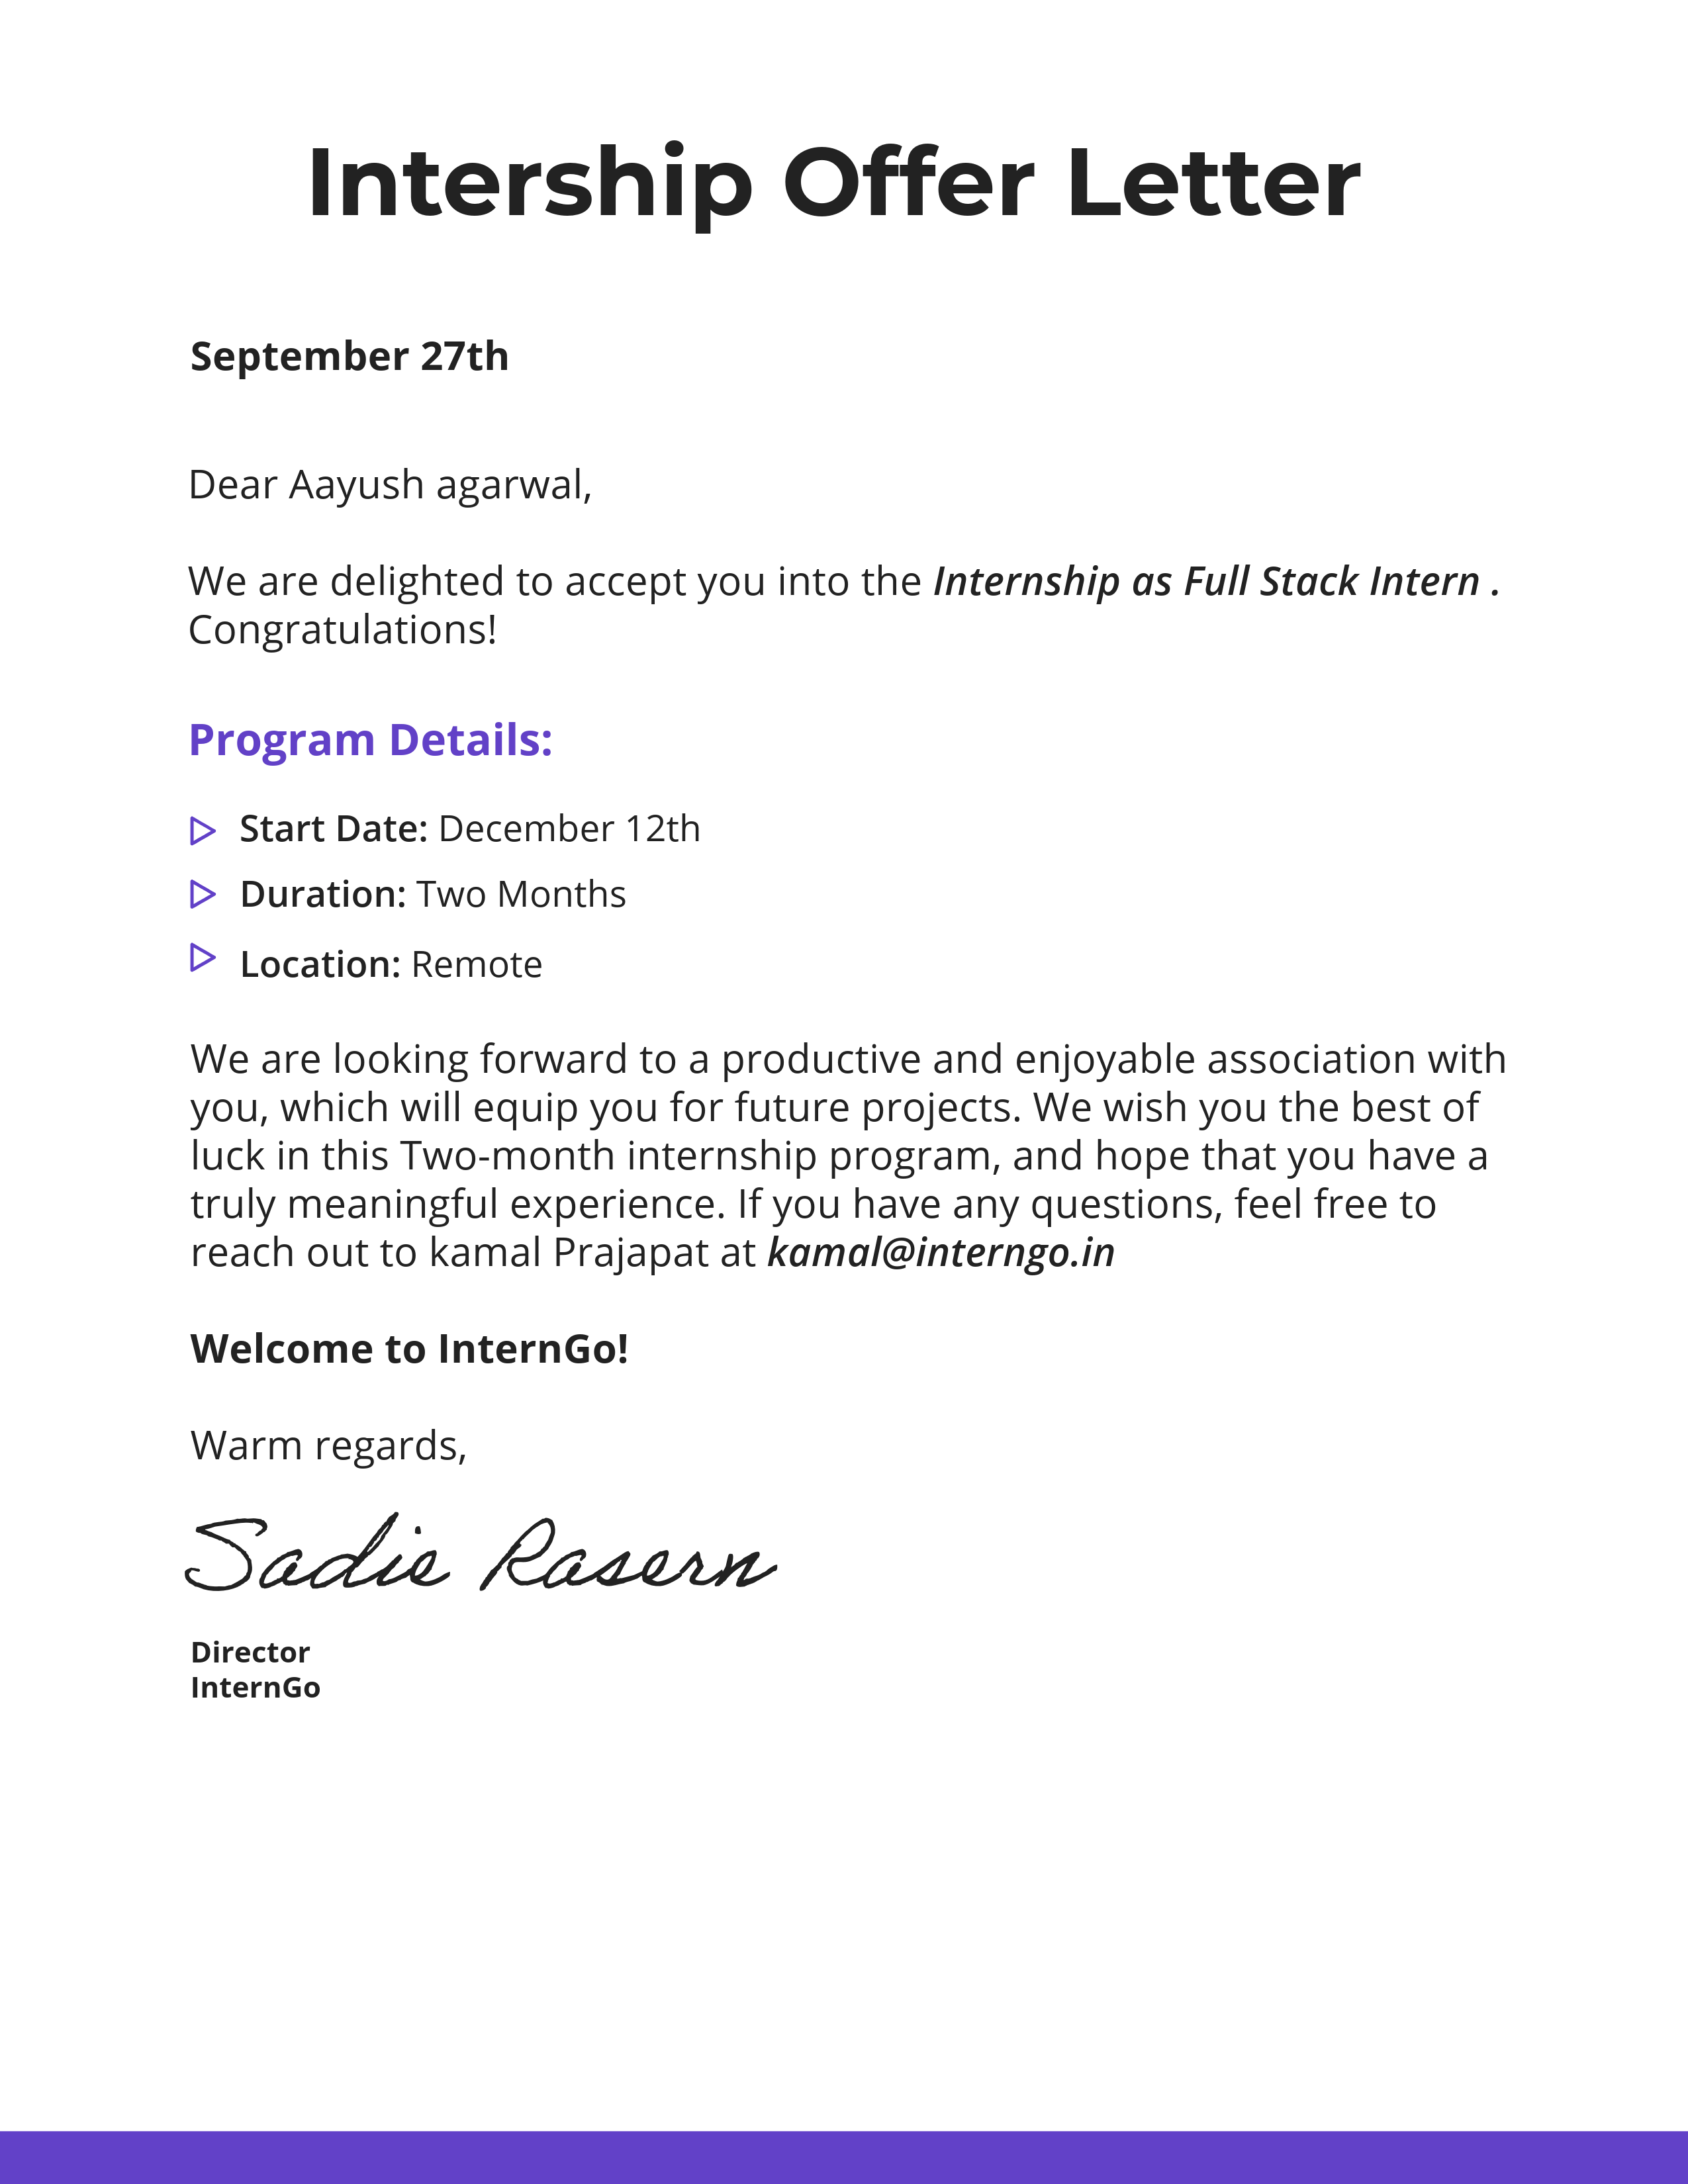 Intership Offer Letter
September 27th
Dear Aayush agarwal,
We are delighted to accept you into the Internship as Full Stack Intern .
Congratulations!
Program Details:
Start Date: December 12th
Duration: Two Months
Location: Remote
We are looking forward to a productive and enjoyable association with
you, which will equip you for future projects. We wish you the best of
luck in this Two-month internship program, and hope that you have a
truly meaningful experience. If you have any questions, feel free to
reach out to kamal Prajapat at kamal@interngo.in
Welcome to InternGo!
Warm regards,
Sadie Rasern
Director
InternGo